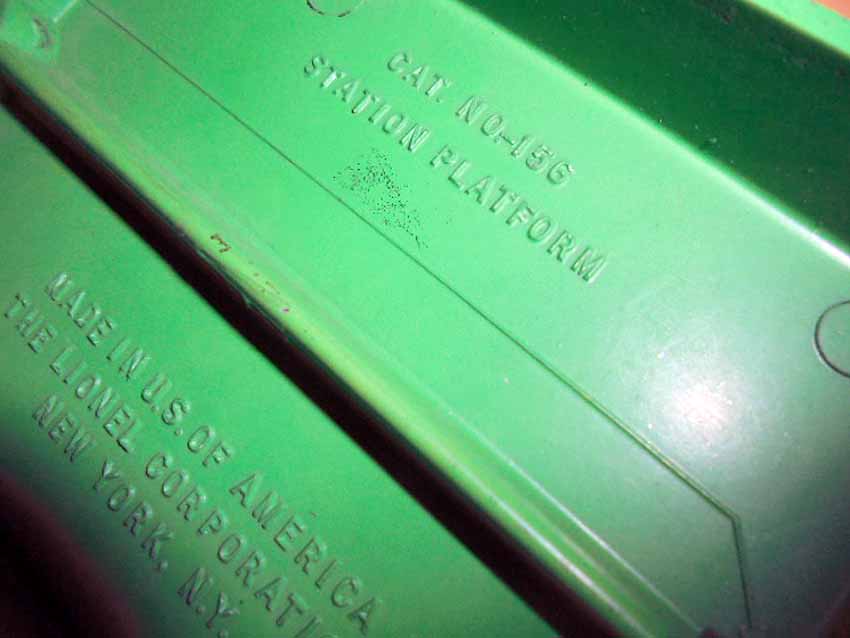 CAT. NO.-156
STATION PLATFORM
MADE IN U.S. OF AMERICA
THE LIONEL CORPORATION
NEW YORK, N.Y.